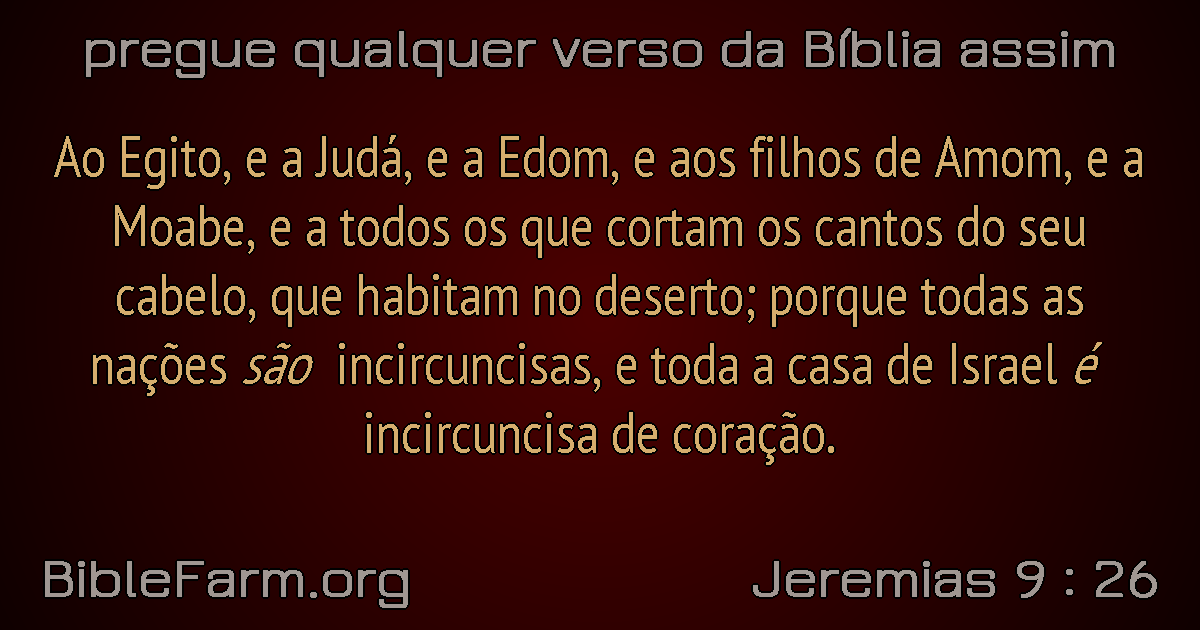 pregue qualquer verso da Bíblia assim
Ao Egito, e a Judá, e a Edom, e aos filhos de Amom, e a
Moabe, e a todos os que cortam os cantos do seu
cabelo, que habitam no deserto; porque todas as
nações são incircuncisas, e toda a casa de Israel é
incircuncisa de coração.
BibleFarm.org
Jeremias 9 : 26